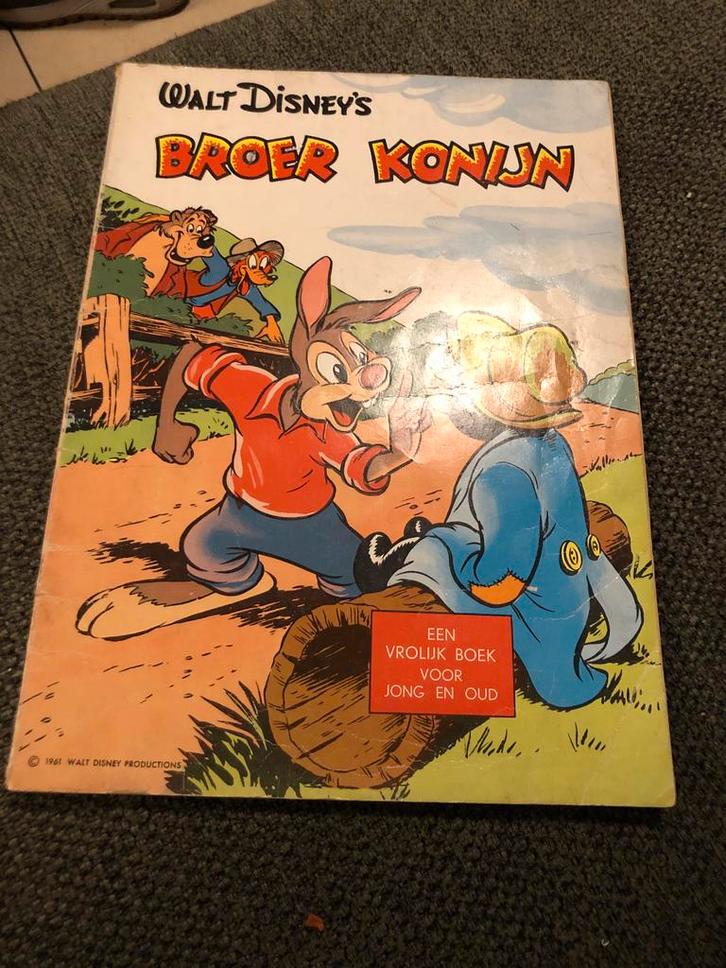 WALT DISNEY'S
BROER KONIJN
EEN
VROLIJK BOEK
VOOR
JONG EN OUD
© 1961 WALT DISNEY PRODUCTIONS